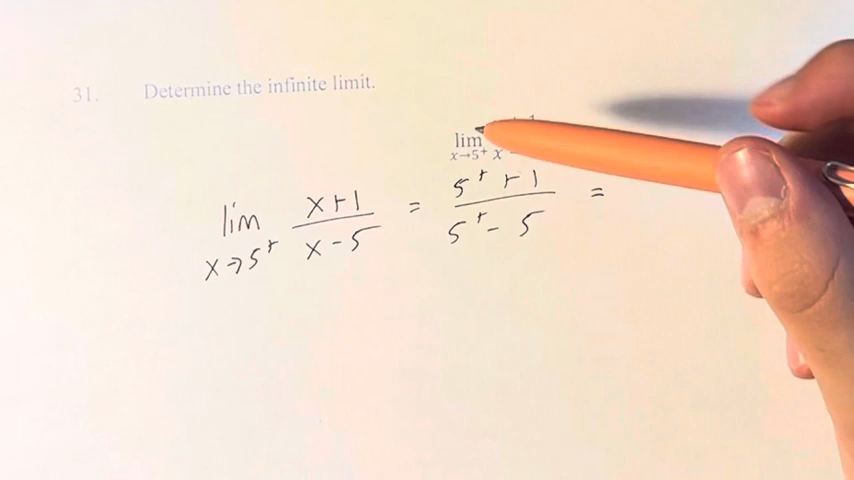 31. Determine the infinite limit.
lim
x→5⁺ x
lim x+1 = 5⁺+1 =
x→5⁺ x-5 5⁺-5